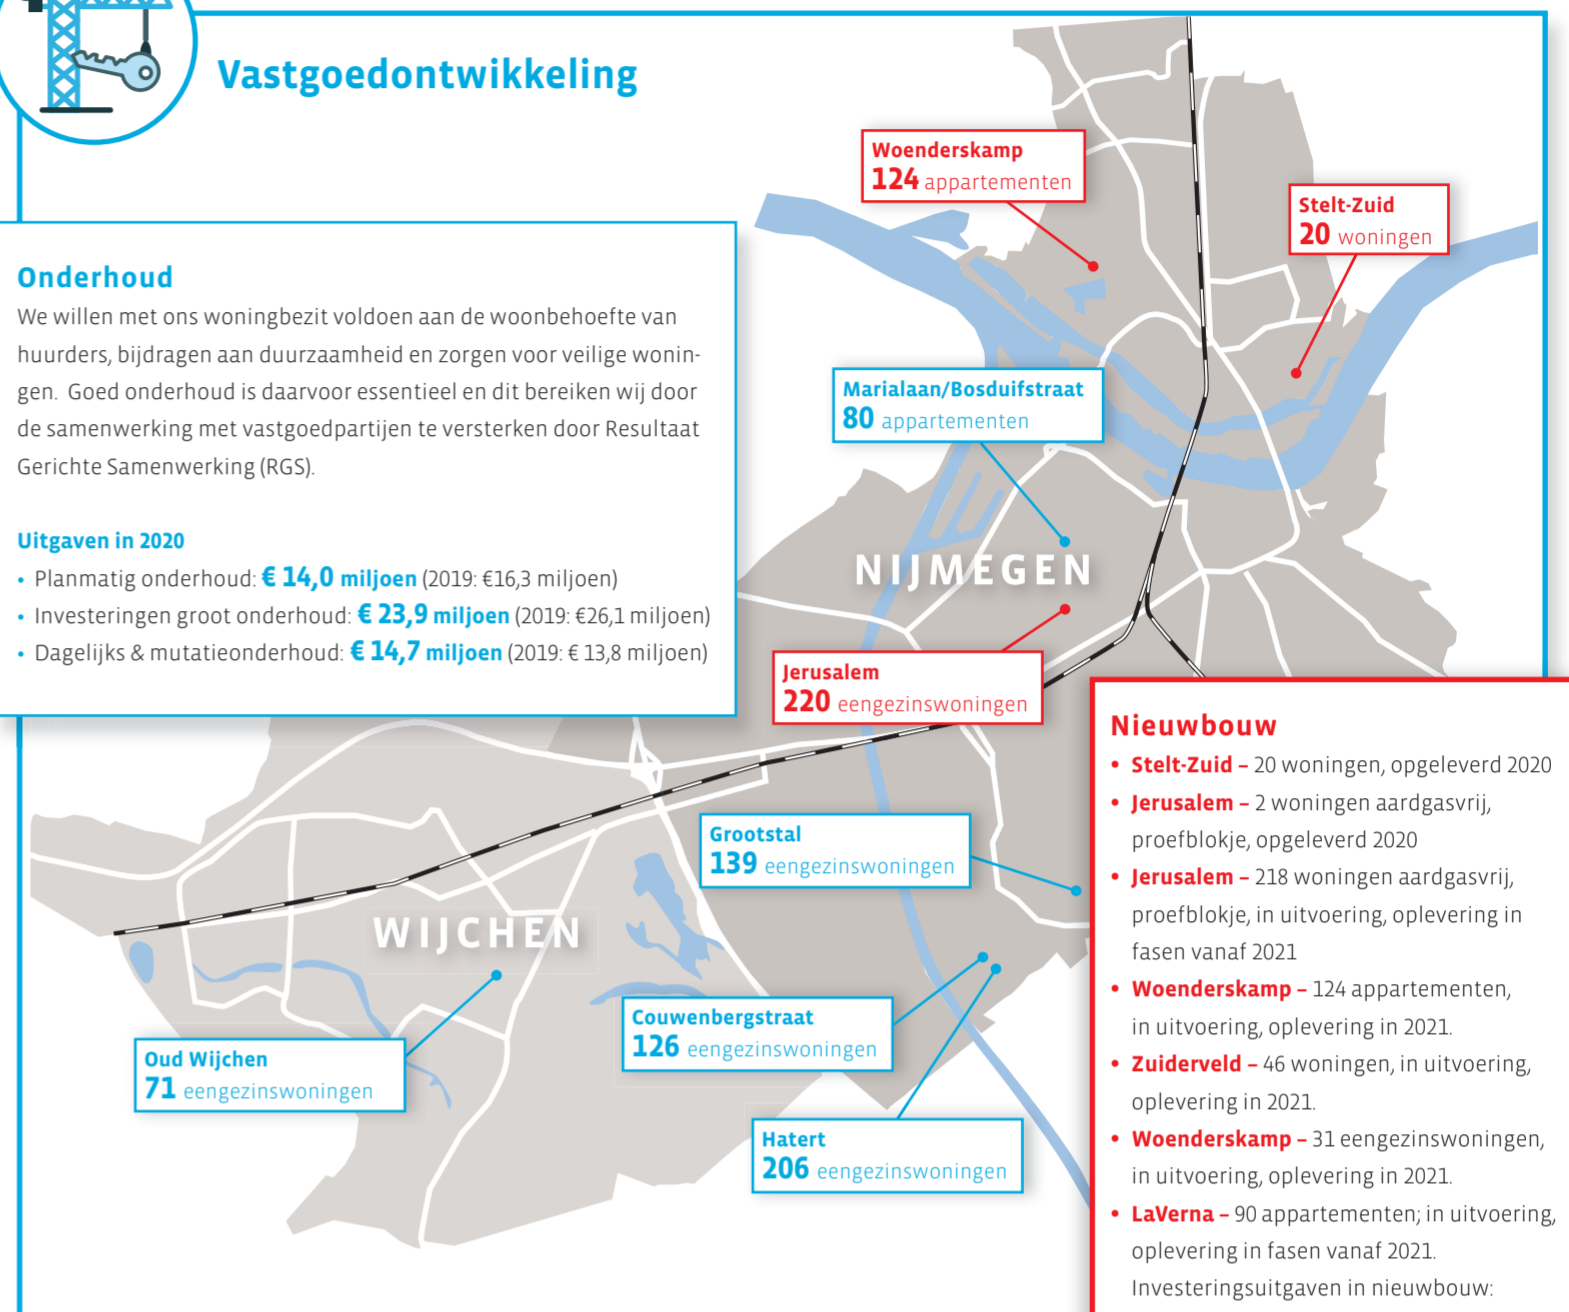 Vastgoedontwikkeling
Onderhoud
We willen met ons woningbezit voldoen aan de woonbehoefte van
huurders, bijdragen aan duurzaamheid en zorgen voor veilige wonin-
gen. Goed onderhoud is daarvoor essentieel en dit bereiken wij door
de samenwerking met vastgoedpartijen te versterken door Resultaat
Gerichte Samenwerking (RGS).
Uitgaven in 2020
• Planmatig onderhoud: € 14,0 miljoen (2019: €16,3 miljoen)
• Investeringen groot onderhoud: € 23,9 miljoen (2019: €26,1 miljoen)
• Dagelijks & mutatieonderhoud: € 14,7 miljoen (2019: € 13,8 miljoen)
Woenderskamp
124 appartementen
Stelt-Zuid
20 woningen
Marialaan/Bosduifstraat
80 appartementen
NIJMEGEN
Jerusalem
220 eengezinswoningen
Grootstal
139 eengezinswoningen
WIJCHEN
Couwenbergstraat
126 eengezinswoningen
Oud Wijchen
71 eengezinswoningen
Hatert
206 eengezinswoningen
Nieuwbouw
• Stelt-Zuid – 20 woningen, opgeleverd 2020
• Jerusalem – 2 woningen aardgasvrij,
proefblokje, opgeleverd 2020
• Jerusalem – 218 woningen aardgasvrij,
proefblokje, in uitvoering, oplevering in
fasen vanaf 2021
• Woenderskamp – 124 appartementen,
in uitvoering, oplevering in 2021.
• Zuiderveld – 46 woningen, in uitvoering,
oplevering in 2021.
• Woenderskamp – 31 eengezinswoningen,
in uitvoering, oplevering in 2021.
• LaVerna – 90 appartementen; in uitvoering,
oplevering in fasen vanaf 2021.
Investeringsuitgaven in nieuwbouw: